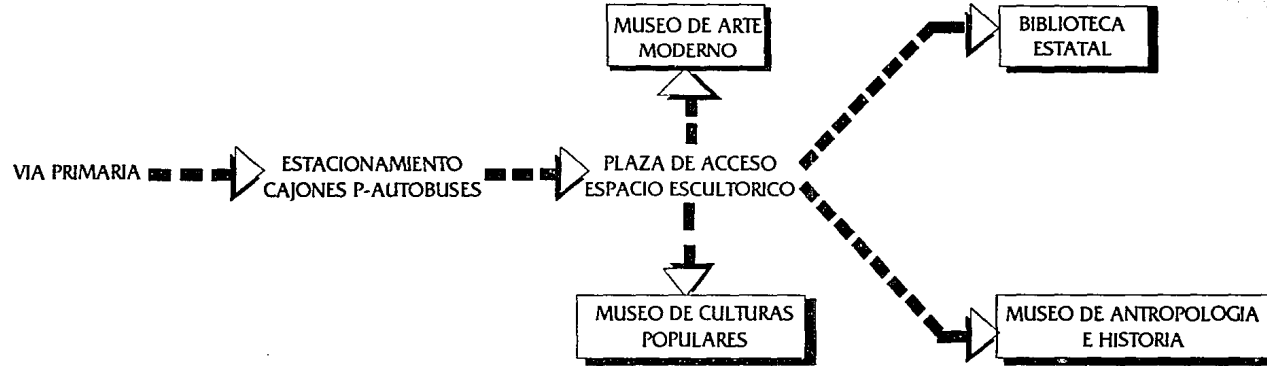 VIA PRIMARIA
ESTACIONAMIENTO
CAJONES P-AUTOBUSES
PLAZA DE ACCESO
ESPACIO ESCULTORICO
MUSEO DE ARTE
MODERNO
MUSEO DE CULTURAS
POPULARES
BIBLIOTECA
ESTATAL
MUSEO DE ANTROPOLOGIA
E HISTORIA